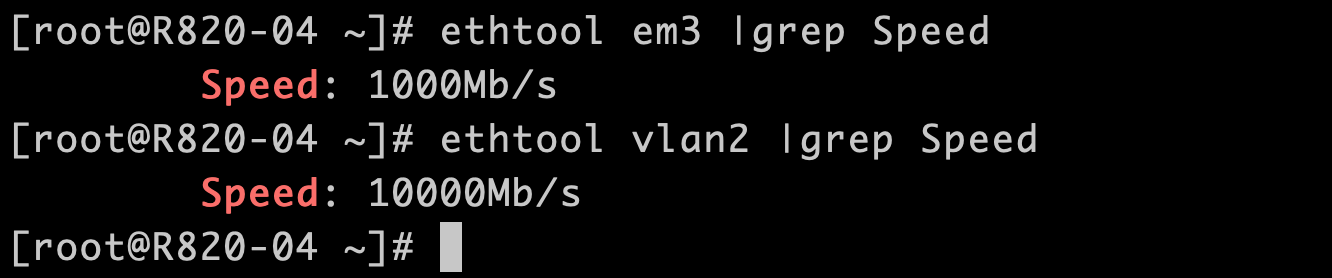 [root@R820-04 ~]# ethtool em3 |grep Speed
Speed: 1000Mb/s
[root@R820-04 ~]# ethtool vlan2 |grep Speed
Speed: 10000Mb/s
[root@R820-04 ~]#